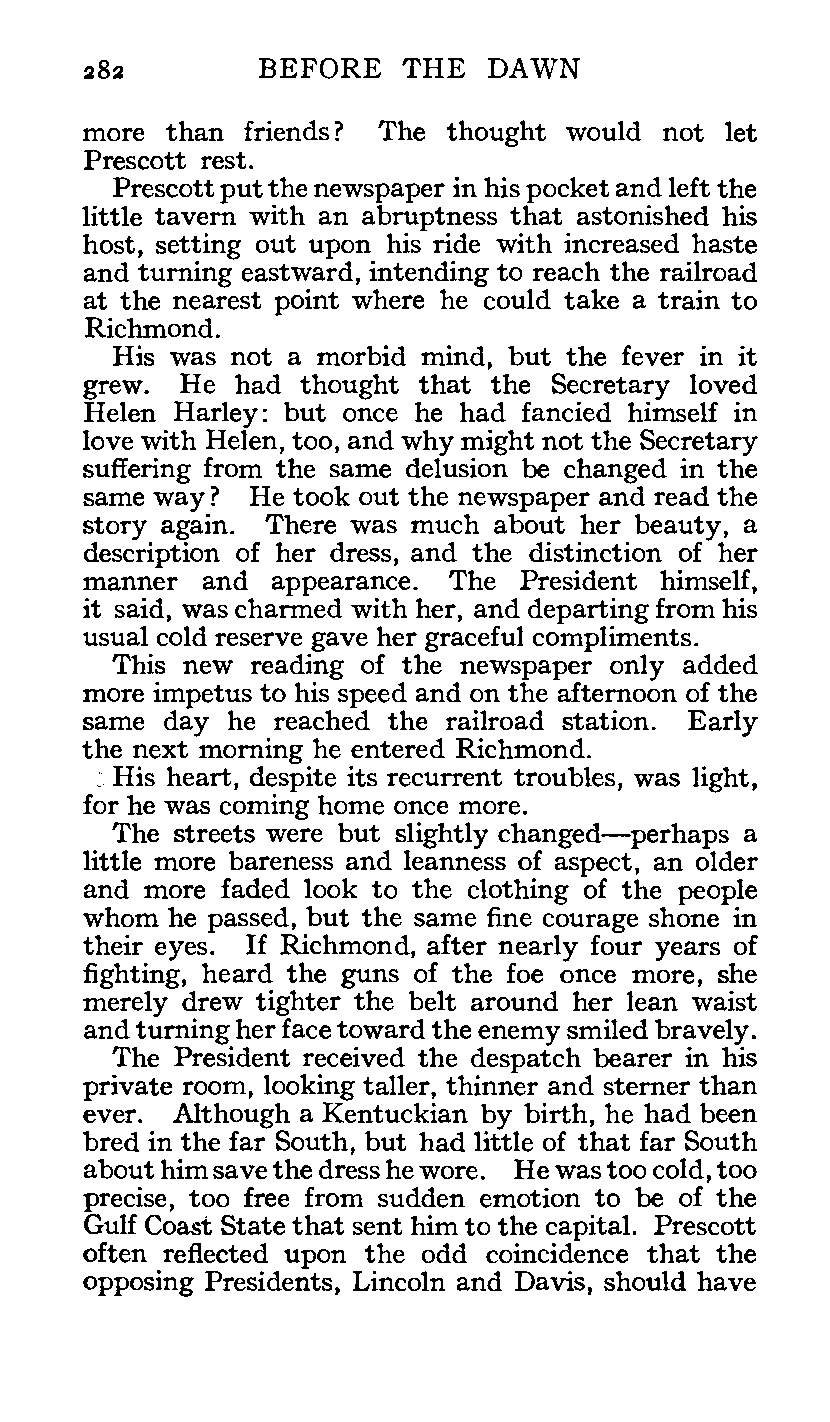 282 BEFORE THE DAWN
more than friends? The thought would not let
Prescott rest.
Prescott put the newspaper in his pocket and left the
little tavern with an abruptness that astonished his
host, setting out upon his ride with increased haste
and turning eastward, intending to reach the railroad
at the nearest point where he could take a train to
Richmond.
His was not a morbid mind, but the fever in it
grew. He had thought that the Secretary loved
Helen Harley: but once he had fancied himself in
love with Helen, too, and why might not the Secretary
suffering from the same delusion be changed in the
same way? He took out the newspaper and read the
story again. There was much about her beauty, a
description of her dress, and the distinction of her
manner and appearance. The President himself,
it said, was charmed with her, and departing from his
usual cold reserve gave her graceful compliments.
This new reading of the newspaper only added
more impetus to his speed and on the afternoon of the
same day he reached the railroad station. Early
the next morning he entered Richmond.
His heart, despite its recurrent troubles, was light,
for he was coming home once more.
The streets were but slightly changed—perhaps a
little more bareness and leanness of aspect, an older
and more faded look to the clothing of the people
whom he passed, but the same fine courage shone in
their eyes. If Richmond, after nearly four years of
fighting, heard the guns of the foe once more, she
merely drew tighter the belt around her lean waist
and turning her face toward the enemy smiled bravely.
The President received the despatch bearer in his
private room, looking taller, thinner and sterner than
ever. Although a Kentuckian by birth, he had been
bred in the far South, but had little of that far South
about him save the dress he wore. He was too cold, too
precise, too free from sudden emotion to be of the
Gulf Coast State that sent him to the capital. Prescott
often reflected upon the odd coincidence that the
opposing Presidents, Lincoln and Davis, should have